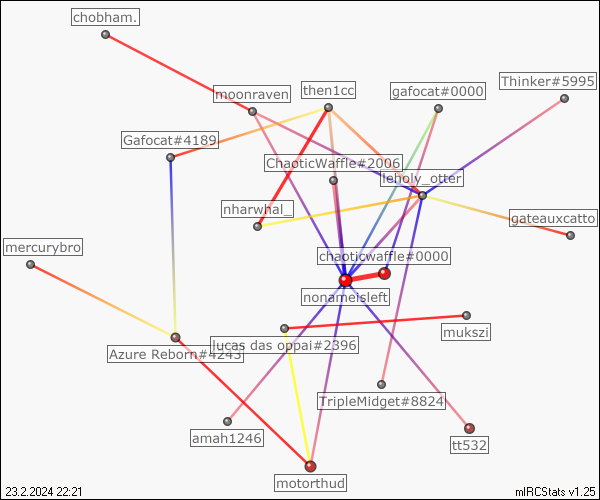 chobham.
Thinker#5995
then1cc
gafocat#0000
moonraven
Gafocat#4189
ChaoticWaffle#2006
leholy_otter
nharwhal_
gateauxcatto
mercurybro
chaoticwaffle#0000
nonameisleft
mukszi
lucas das oppai#2396
Azure Reborn#4243
TripleMidget#8824
amah1246
tt532
motorthud
23.2.2024 22:21
mIRCStats v1.25